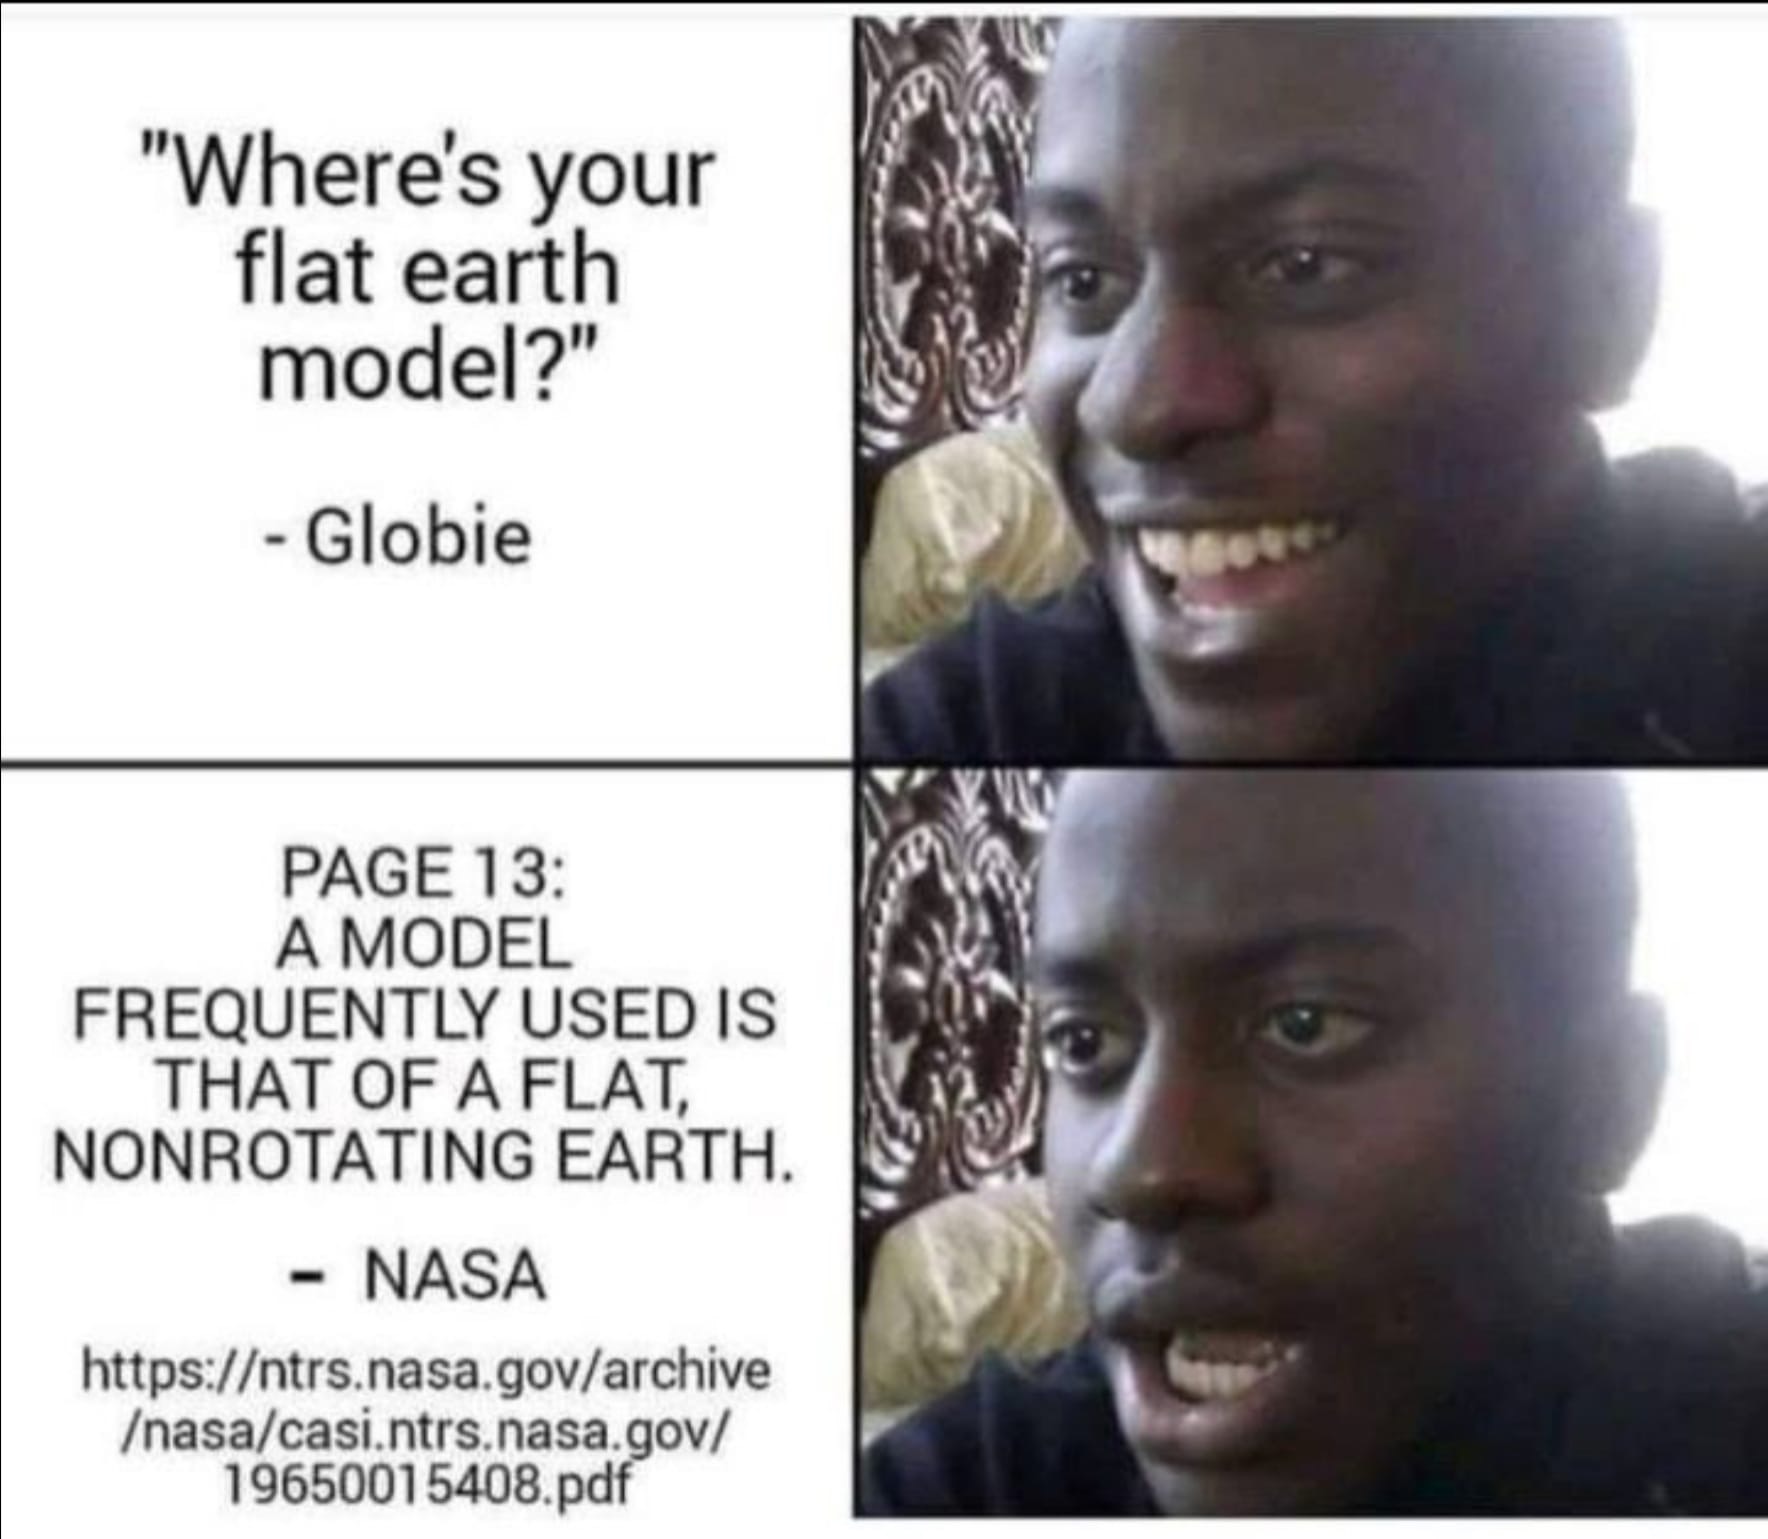 "Where's your
flat earth
model?"
- Globie
PAGE 13:
A MODEL
FREQUENTLY USED IS
THAT OF A FLAT,
NONROTATING EARTH.
- NASA
https://ntrs.nasa.gov/archive
/nasa/casi.ntrs.nasa.gov/
19650015408.pdf